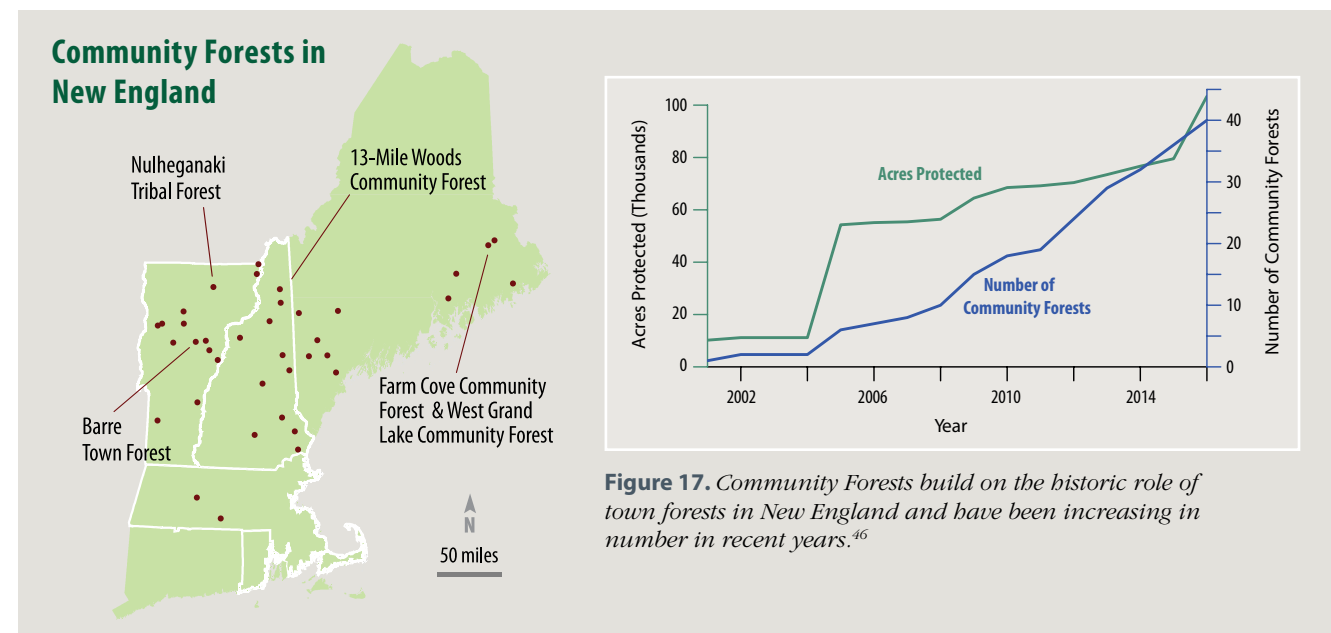 Community Forests in
New England
Nulheganaki
Tribal Forest
13-Mile Woods
Community Forest
Farm Cove Community
Forest & West Grand
Lake Community Forest
Barre
Town Forest
N
50 miles
Acres Protected (Thousands)
100
80
60
40
20
0
Acres Protected
Number of
Community Forests
40
30
20
10
0
Number of Community Forests
2002
2006
2010
2014
Year
Figure 17. Community Forests build on the historic role of
town forests in New England and have been increasing in
number in recent years.46